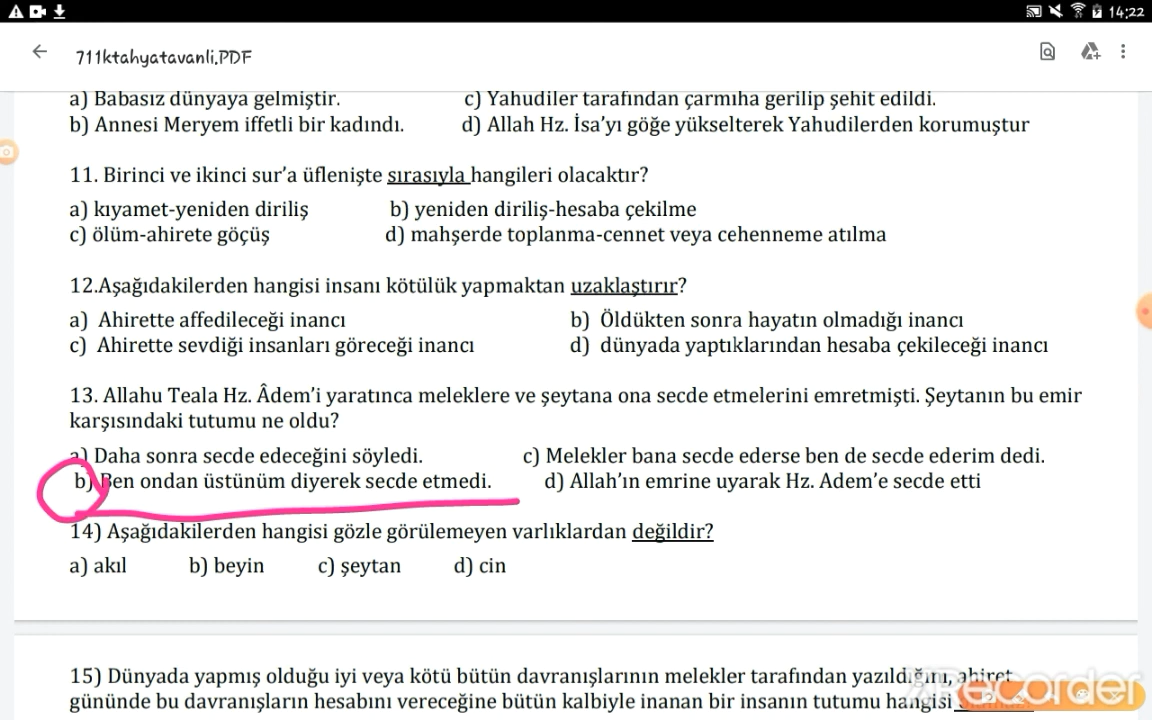 14:22
711ktahyatavanli.PDF
a) Babasız dünyaya gelmiştir. c) Yahudiler tarafından çarmıha gerilip şehit edildi.
b) Annesi Meryem iffetli bir kadındı. d) Allah Hz. İsa’yı göğe yükselterek Yahudilerden korumuştur
11. Birinci ve ikinci sur’a üflenişte sırasıyla hangileri olacaktır?
a) kıyamet-yeniden diriliş b) yeniden diriliş-hesaba çekilme
c) ölüm-ahirete göçüş d) mahşerde toplanma-cennet veya cehenneme atılma
12.Aşağıdakilerden hangisi insanı kötülük yapmaktan uzaklaştırır?
a) Ahirette affedileceği inancı b) Öldükten sonra hayatın olmadığı inancı
c) Ahirette sevdiği insanları göreceği inancı d) dünyada yaptıklarından hesaba çekileceği inancı
13. Allahu Teala Hz. Âdem’i yaratınca meleklere ve şeytana ona secde etmelerini emretmişti. Şeytanın bu emir
karşısındaki tutumu ne oldu?
a) Daha sonra secde edeceğini söyledi. c) Melekler bana secde ederse ben de secde ederim dedi.
b) Ben ondan üstünüm diyerek secde etmedi. d) Allah’ın emrine uyarak Hz. Adem’e secde etti
14) Aşağıdakilerden hangisi gözle görülemeyen varlıklardan değildir?
a) akıl b) beyin c) şeytan d) cin
15) Dünyada yapmış olduğu iyi veya kötü bütün davranışlarının melekler tarafından yazıldığını, ahiret
gününde bu davranışların hesabını vereceğine bütün kalbiyle inanan bir insanın tutumu hangisi
XRecorder